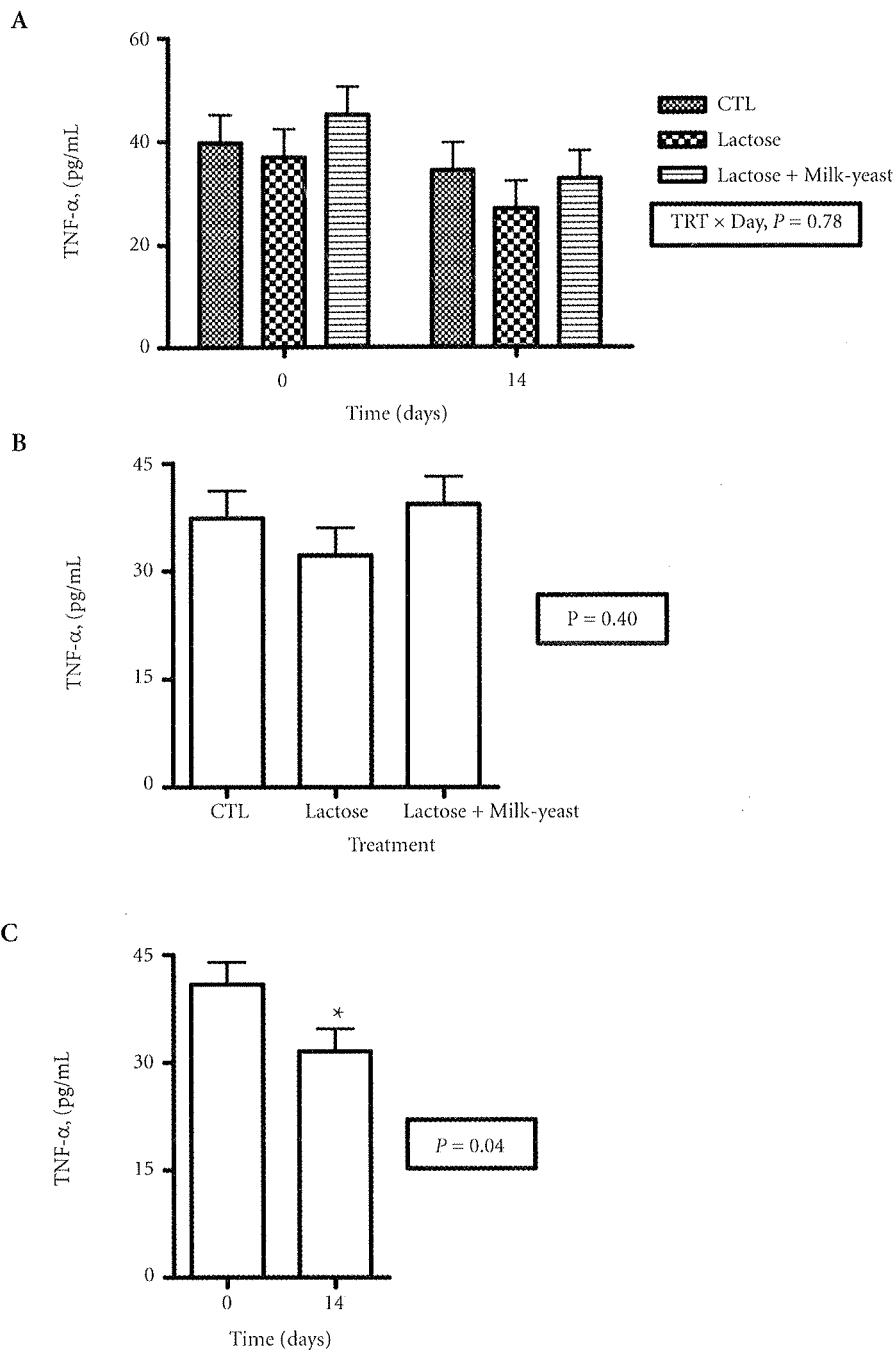 A
60
40
20
0
TNF-α, (pg/mL
0
14
Time (days)
CTL
Lactose
Lactose + Milk-yeast
TRT × Day, P = 0.78
B
45
30
15
0
TNF-α, (pg/mL
CTL
Lactose
Lactose + Milk-yeast
Treatment
P = 0.40
C
45
30
15
0
TNF-α, (pg/mL
*
0
14
Time (days)
P = 0.04